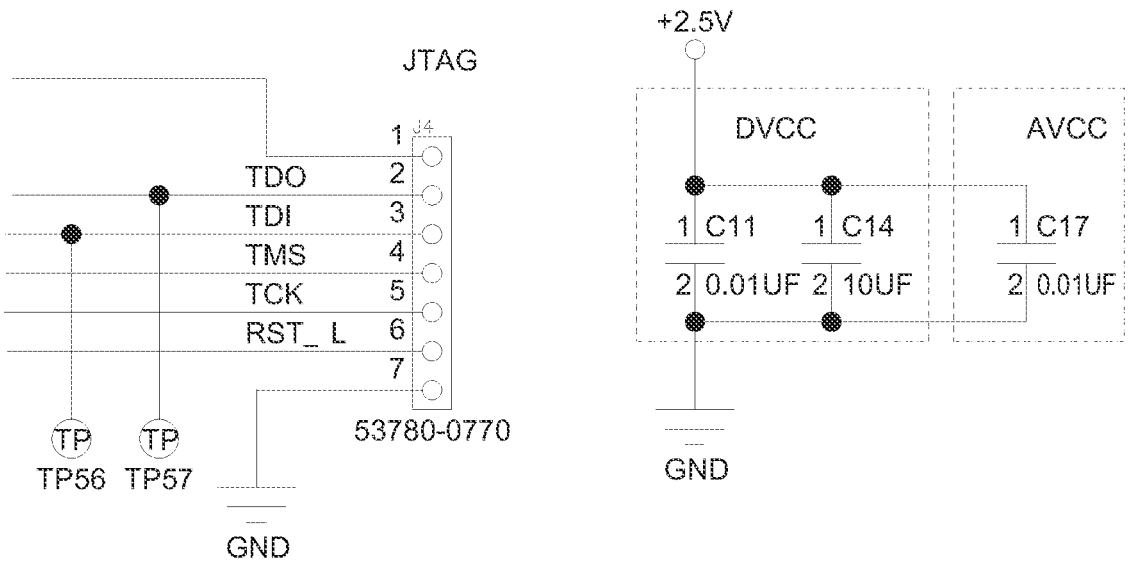 JTAG
J4
1
TDO 2
TDI 3
TMS 4
TCK 5
RST_ L 6
7
53780-0770
TP TP
TP56 TP57
GND
+2.5V
DVCC AVCC
1 C11 1 C14 1 C17
2 0.01UF 2 10UF 2 0.01UF
GND